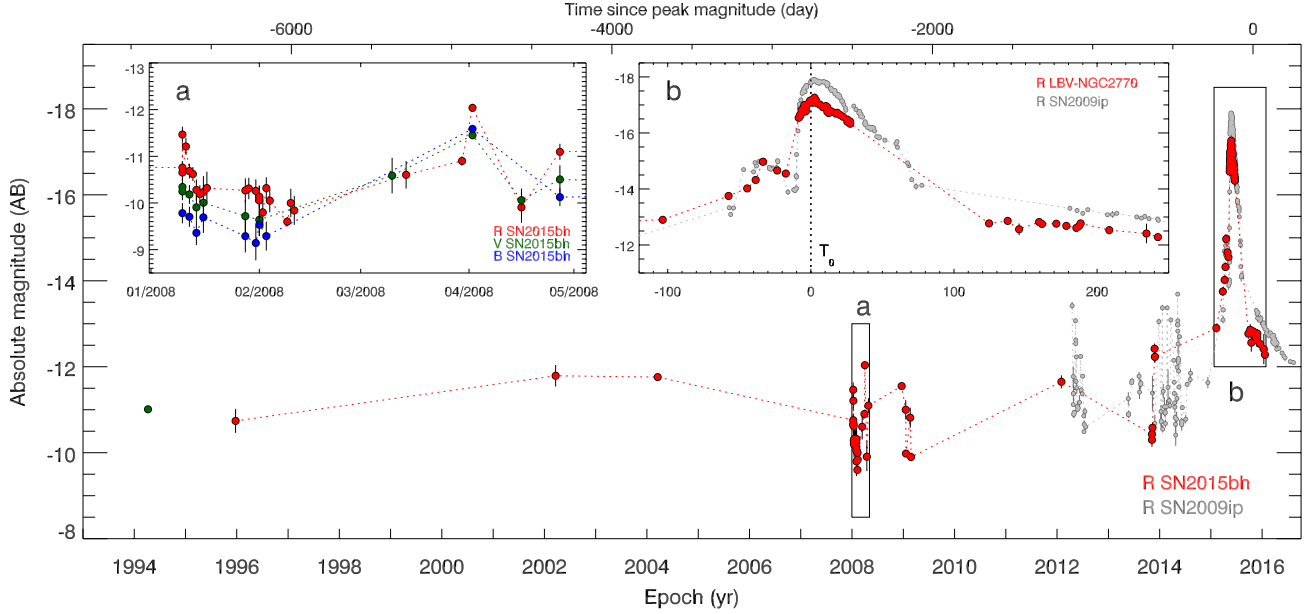 Time since peak magnitude (day)
-6000 -4000 -2000 0
Absolute magnitude (AB)
-18
-16
-14
-12
-10
-8
a
-13
-12
-11
-10
-9
R SN2015bh
V SN2015bh
B SN2015bh
01/2008 02/2008 03/2008 04/2008 05/2008
b
R LBV-NGC2770
R SN2009ip
-18
-16
-14
-12
T0
-100 0 100 200
a
b
R SN2015bh
R SN2009ip
1994 1996 1998 2000 2002 2004 2006 2008 2010 2012 2014 2016
Epoch (yr)